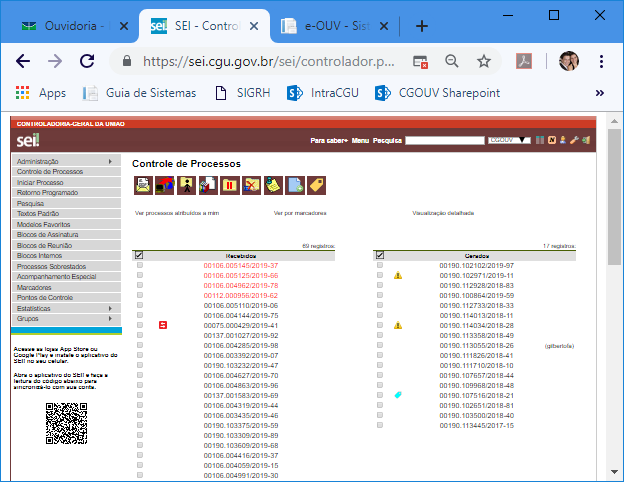 Ouvidoria -
SEI - Control
e-OUV - Sist
https://sei.cgu.gov.br/sei/controlador.p...
Apps
Guia de Sistemas
SIGRH
IntraCGU
CGOUV Sharepoint
CONTROLADORIA-GERAL DA UNIÃO
sei!
Para saber+ Menu Pesquisa
CGOUV
Administração
Controle de Processos
Iniciar Processo
Retorno Programado
Pesquisa
Textos Padrão
Modelos Favoritos
Blocos de Assinatura
Blocos de Reunião
Blocos Internos
Processos Sobrestados
Acompanhamento Especial
Marcadores
Pontos de Controle
Estatísticas
Grupos
Acesse as lojas App Store ou
Google Play e instale o aplicativo do
SEI! no seu celular.
Abra o aplicativo do SEI! e faça a
leitura do código abaixo para
sincronizá-lo com sua conta.
Controle de Processos
Ver processos atribuídos a mim
Ver por marcadores
Visualização detalhada
69 registros:
Recebidos
00106.005145/2019-37
00106.005125/2019-66
00106.004962/2019-78
00112.000956/2019-62
00106.005110/2019-06
00106.004144/2019-75
00075.000429/2019-41
00137.001027/2019-92
00106.004285/2019-98
00106.003392/2019-07
00190.103232/2019-47
00106.004627/2019-70
00106.004863/2019-96
00137.001583/2019-69
00106.004319/2019-44
00106.003435/2019-46
00190.103375/2019-59
00190.103309/2019-89
00190.103609/2019-68
00106.004416/2019-37
00106.004059/2019-15
00106.004991/2019-30
17 registros:
Gerados
00190.102102/2019-97
00190.102971/2019-11
00190.112928/2018-83
00190.100864/2019-59
00190.112733/2018-33
00190.114013/2018-11
00190.114034/2018-28
00190.113358/2018-49
00190.113055/2018-26 (gilbertofa)
00190.111826/2018-41
00190.111710/2018-10
00190.107657/2018-44
00190.109968/2018-48
00190.107516/2018-21
00190.102651/2018-81
00190.103500/2018-40
00190.113445/2017-15